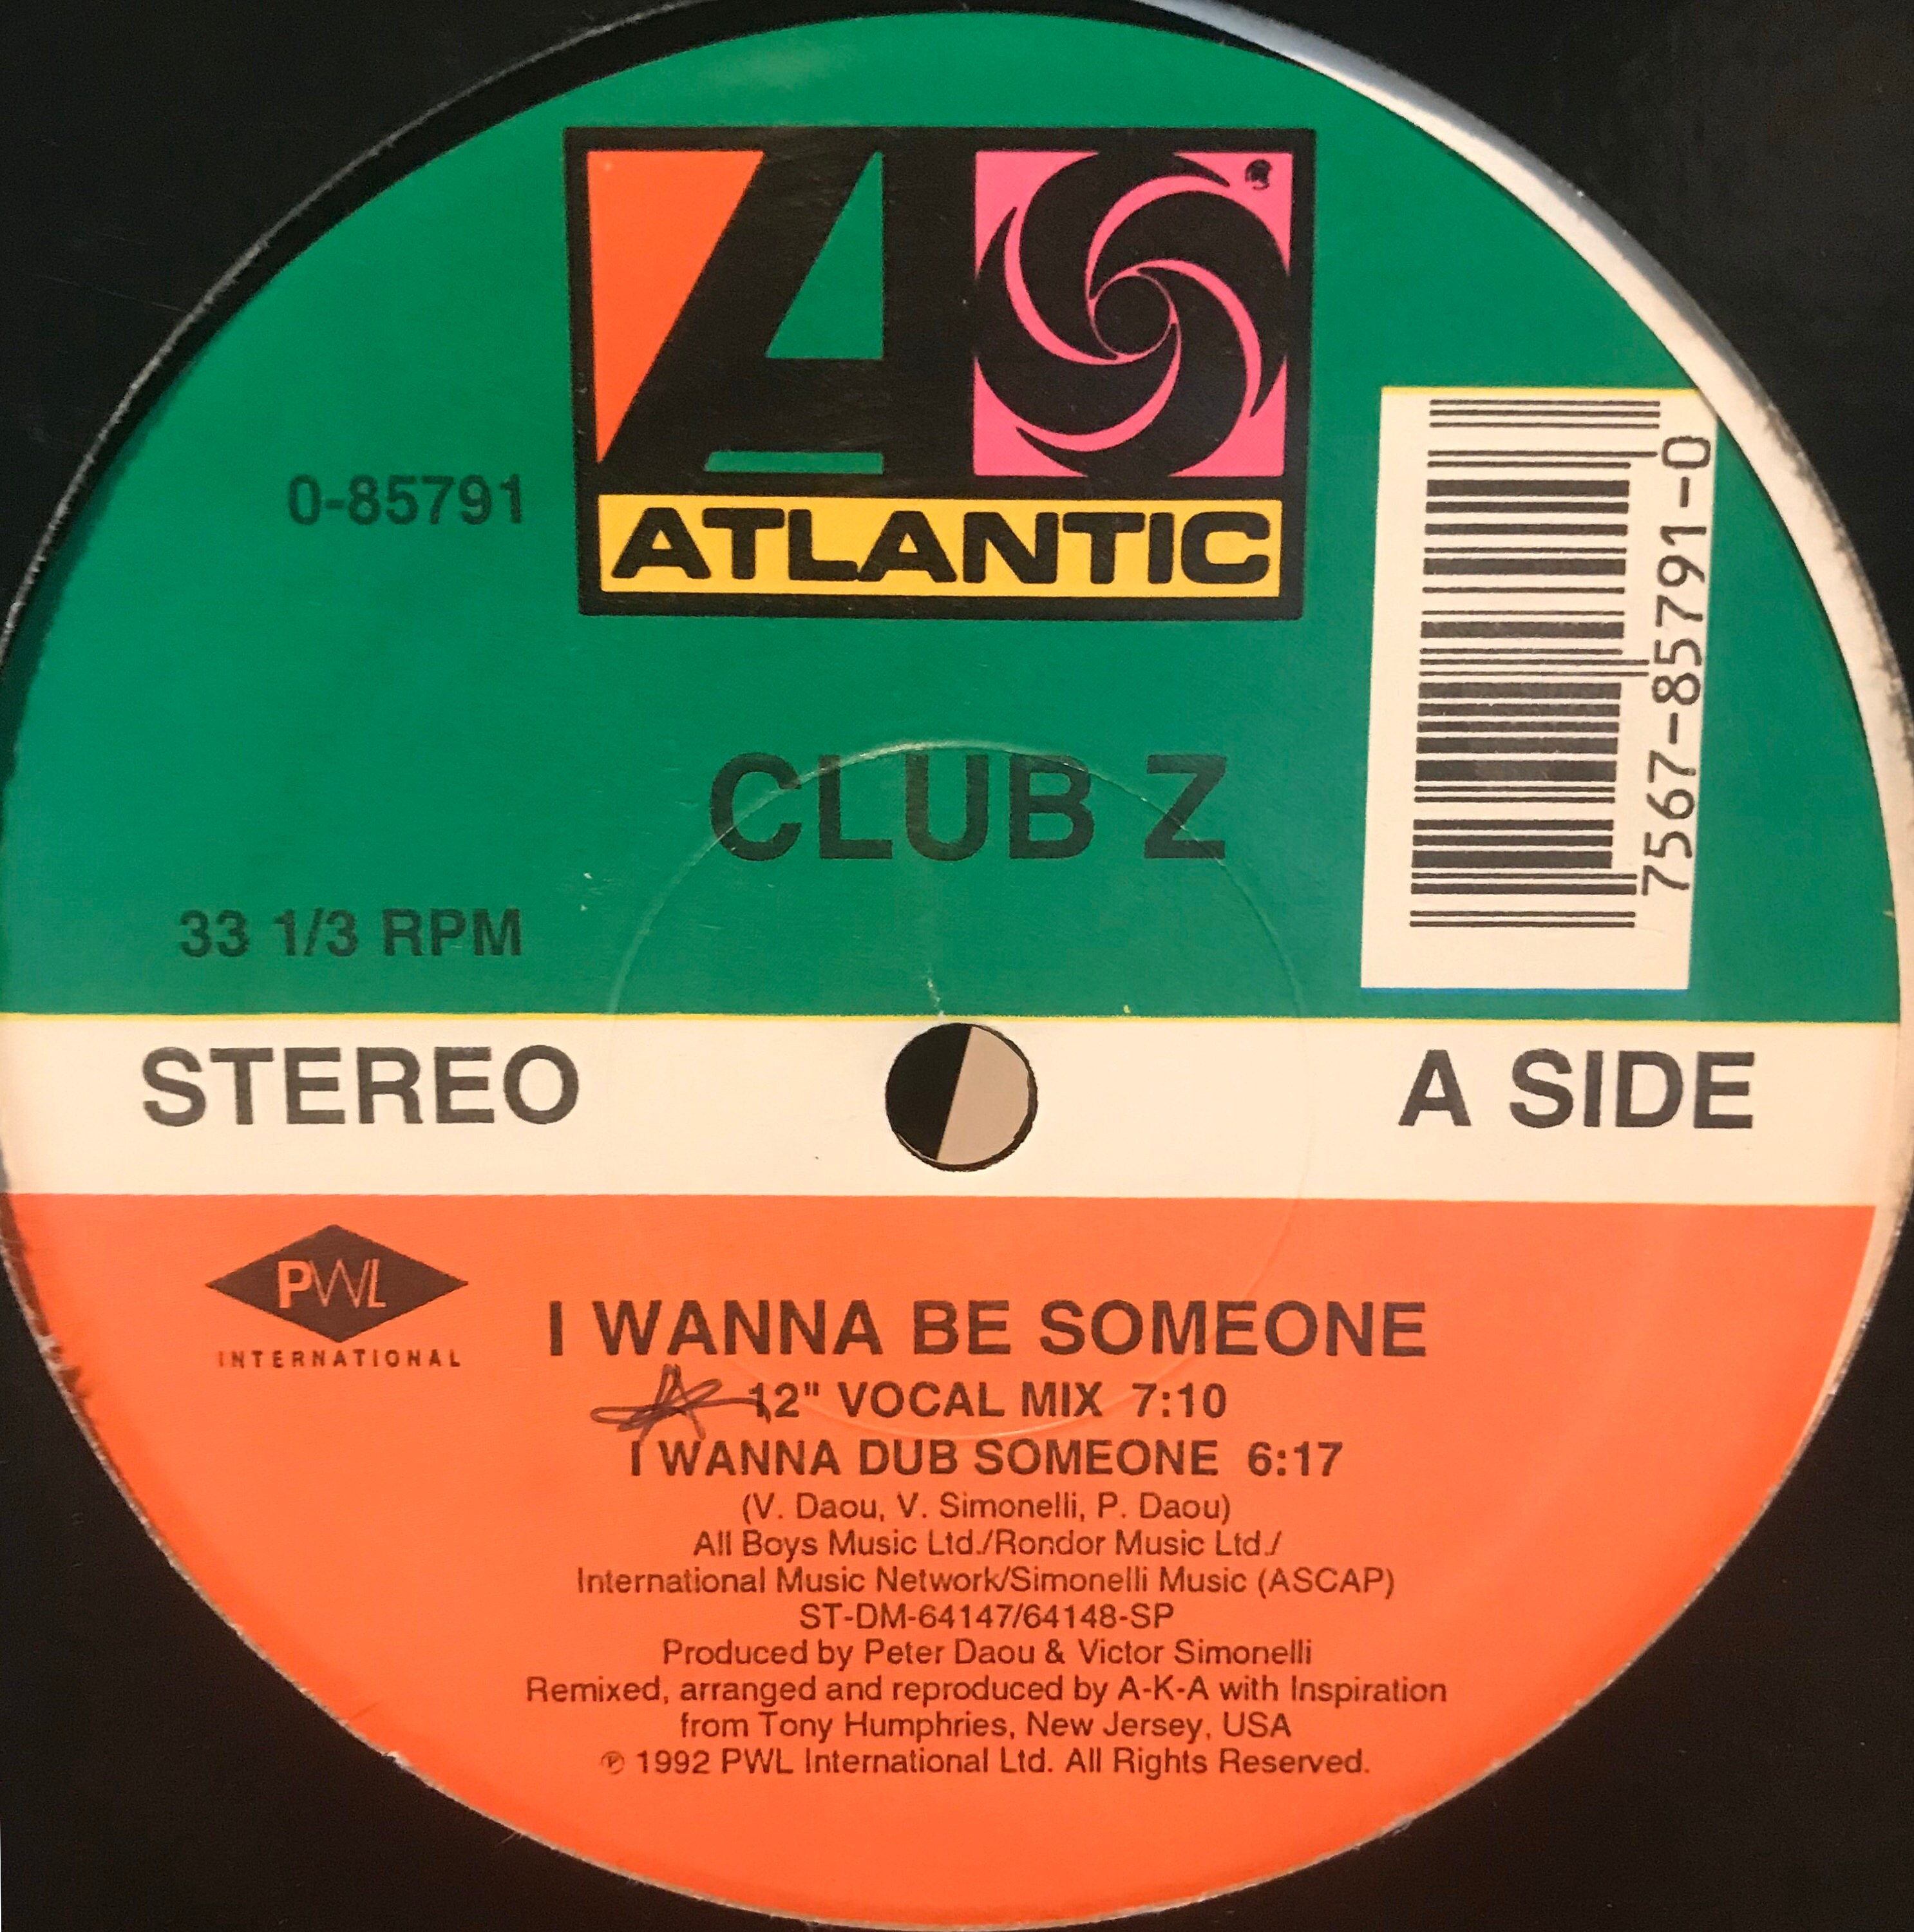 ATLANTIC
0-85791
7567-85791-0
CLUB Z
33 1/3 RPM
STEREO
A SIDE
PWL
INTERNATIONAL
I WANNA BE SOMEONE
12" VOCAL MIX 7:10
I WANNA DUB SOMEONE 6:17
(V. Daou, V. Simonelli, P. Daou)
All Boys Music Ltd./Rondor Music Ltd./
International Music Network/Simonelli Music (ASCAP)
ST-DM-64147/64148-SP
Produced by Peter Daou & Victor Simonelli
Remixed, arranged and reproduced by A-K-A with Inspiration
from Tony Humphries, New Jersey, USA
℗ 1992 PWL International Ltd. All Rights Reserved.